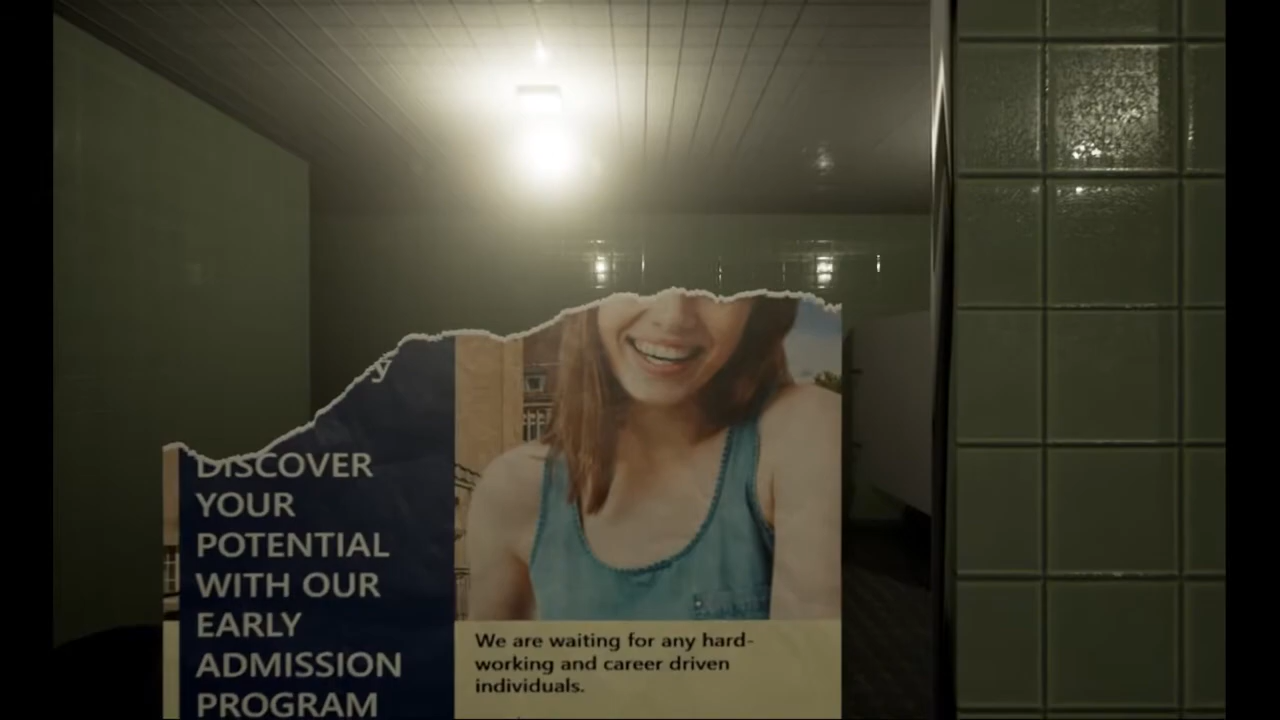 y
DISCOVER
YOUR
POTENTIAL
WITH OUR
EARLY
ADMISSION
PROGRAM
We are waiting for any hard-
working and career driven
individuals.